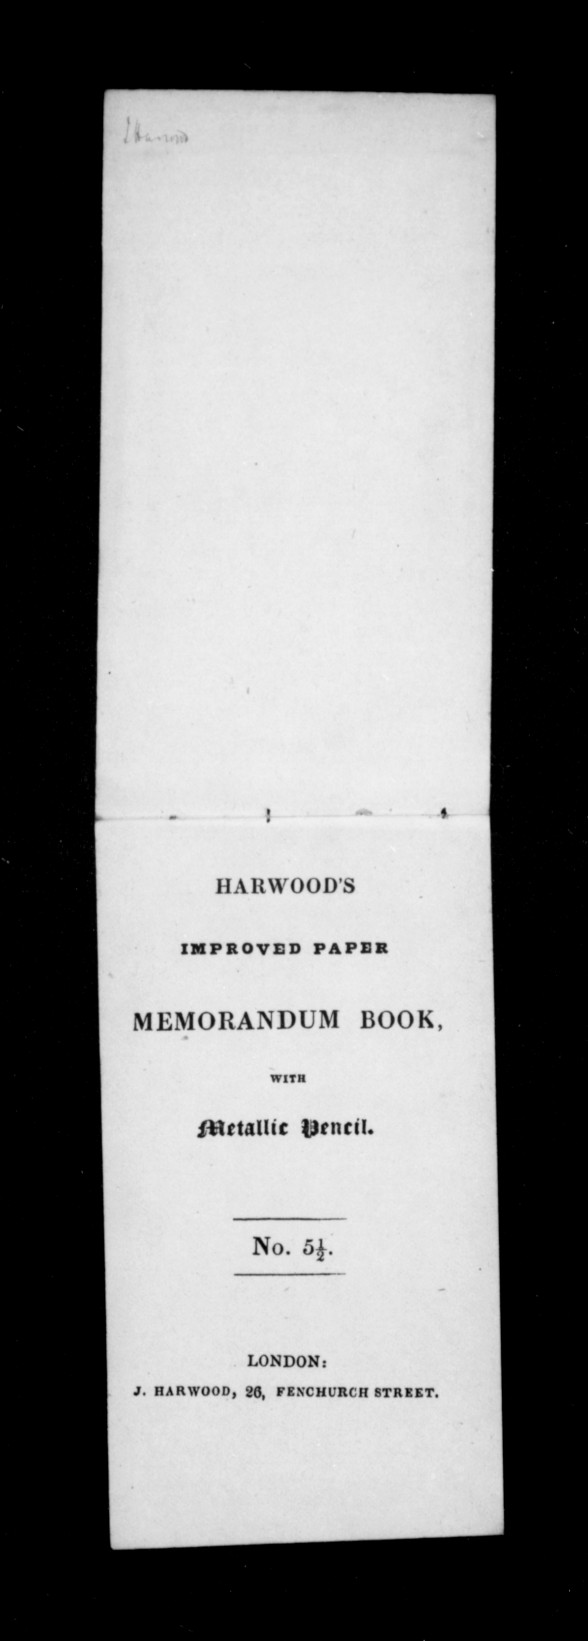 HARWOOD'S
IMPROVED PAPER
MEMORANDUM BOOK,
WITH
Metallic Pencil.
No. 5½.
LONDON:
J. HARWOOD, 26, FENCHURCH STREET.